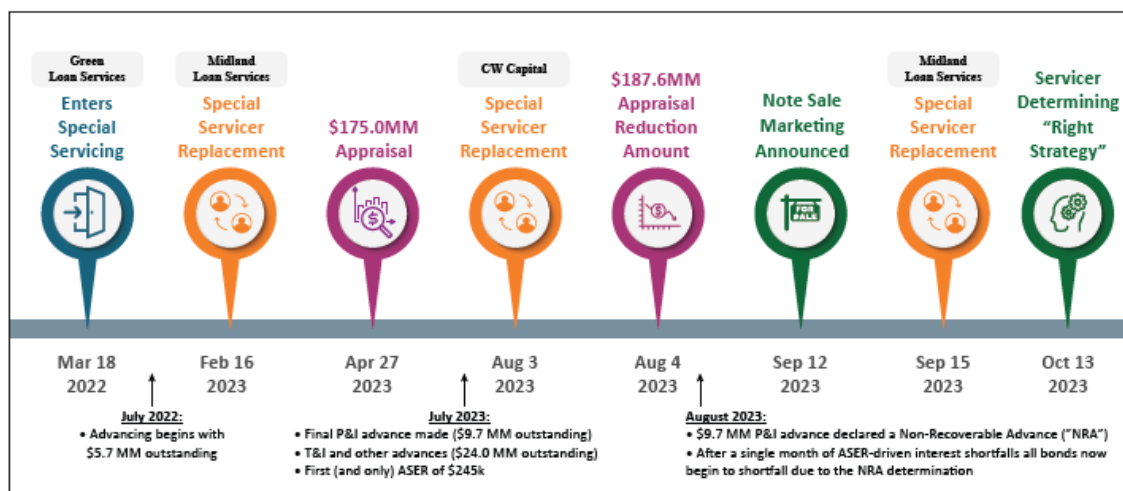 Green
Loan Services
Enters
Special
Servicing
Midland
Loan Services
Special
Servicer
Replacement
$175.0MM
Appraisal
CW Capital
Special
Servicer
Replacement
$187.6MM
Appraisal
Reduction
Amount
Note Sale
Marketing
Announced
FOR
SALE
Midland
Loan Services
Special
Servicer
Replacement
Servicer
Determining
“Right
Strategy”
Mar 18
2022
Feb 16
2023
Apr 27
2023
Aug 3
2023
Aug 4
2023
Sep 12
2023
Sep 15
2023
Oct 13
2023
July 2022:
• Advancing begins with
$5.7 MM outstanding
July 2023:
• Final P&I advance made ($9.7 MM outstanding)
• T&I and other advances ($24.0 MM outstanding)
• First (and only) ASER of $245k
August 2023:
• $9.7 MM P&I advance declared a Non-Recoverable Advance (“NRA”)
• After a single month of ASER-driven interest shortfalls all bonds now
begin to shortfall due to the NRA determination